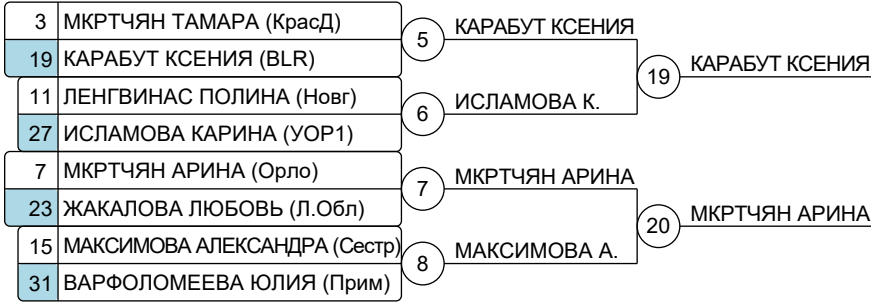 3 МКРТЧЯН ТАМАРА (КрасД)
19 КАРАБУТ КСЕНИЯ (BLR)
5 КАРАБУТ КСЕНИЯ
11 ЛЕНГВИНАС ПОЛИНА (Новг)
27 ИСЛАМОВА КАРИНА (УОР1)
6 ИСЛАМОВА К.
19 КАРАБУТ КСЕНИЯ
7 МКРТЧЯН АРИНА (Орло)
23 ЖАКАЛОВА ЛЮБОВЬ (Л.Обл)
7 МКРТЧЯН АРИНА
15 МАКСИМОВА АЛЕКСАНДРА (Сестр)
31 ВАРФОЛОМЕЕВА ЮЛИЯ (Прим)
8 МАКСИМОВА А.
20 МКРТЧЯН АРИНА